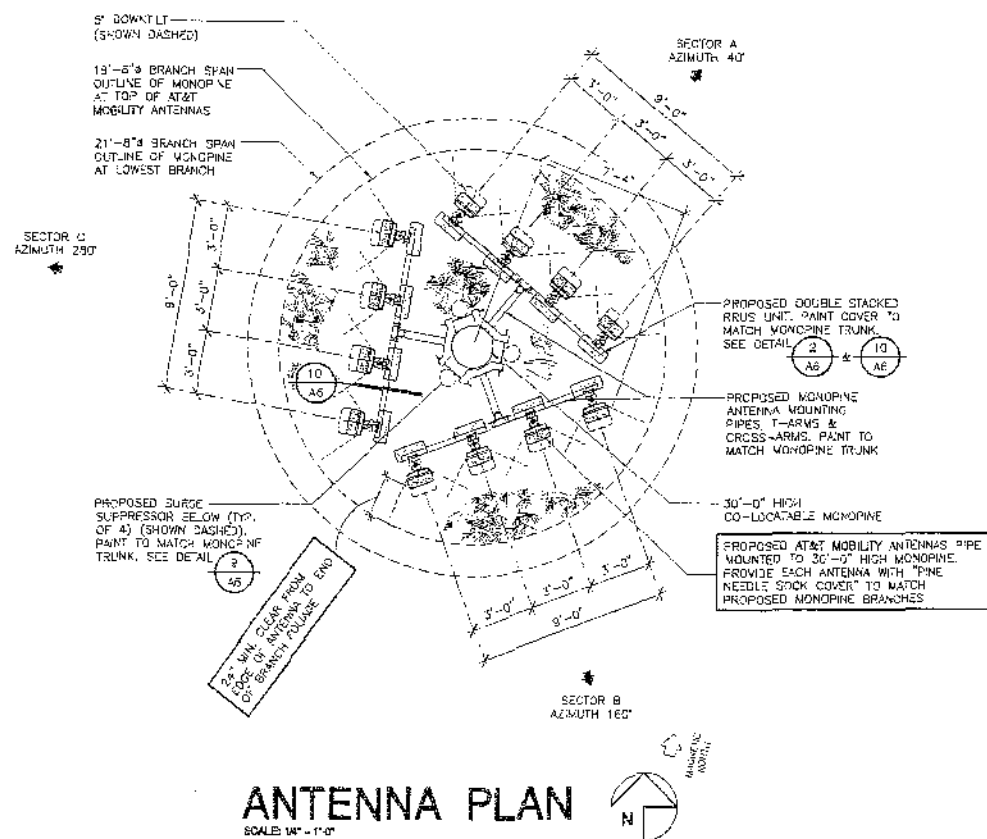 5° DOWNTILT
(SHOWN DASHED)
19'-6"ø BRANCH SPAN
OUTLINE OF MONOPINE
AT TOP OF AT&T
MOBILITY ANTENNAS
21'-8"ø BRANCH SPAN
OUTLINE OF MONOPINE
AT LOWEST BRANCH
SECTOR A
AZIMUTH 40°
3'-0"
9'-0"
3'-0"
3'-0"
7'-4"
SECTOR C
AZIMUTH 280°
9'-0"
3'-0"
3'-0"
3'-0"
10
A6
PROPOSED DOUBLE STACKED
RRUS UNIT. PAINT COVER TO
MATCH MONOPINE TRUNK.
SEE DETAIL
2
A6
&
10
A6
PROPOSED MONOPINE
ANTENNA MOUNTING
PIPES, T-ARMS &
CROSS-ARMS. PAINT TO
MATCH MONOPINE TRUNK
30'-0" HIGH
CO-LOCATABLE MONOPINE
PROPOSED AT&T MOBILITY ANTENNAS PIPE
MOUNTED TO 30'-0" HIGH MONOPINE.
PROVIDE EACH ANTENNA WITH "PINE
NEEDLE SOCK COVER" TO MATCH
PROPOSED MONOPINE BRANCHES
PROPOSED SURGE
SUPPRESSOR BELOW (TYP.
OF 4) (SHOWN DASHED).
PAINT TO MATCH MONOPINE
TRUNK, SEE DETAIL
A6
24" MIN. CLEAR FROM
EDGE OF ANTENNA TO END
OF BRANCH FOLIAGE
3'-0"
3'-0"
3'-0"
9'-0"
SECTOR B
AZIMUTH 160°
MAGNETIC
NORTH
N
ANTENNA PLAN
SCALE: 1/4" = 1'-0"